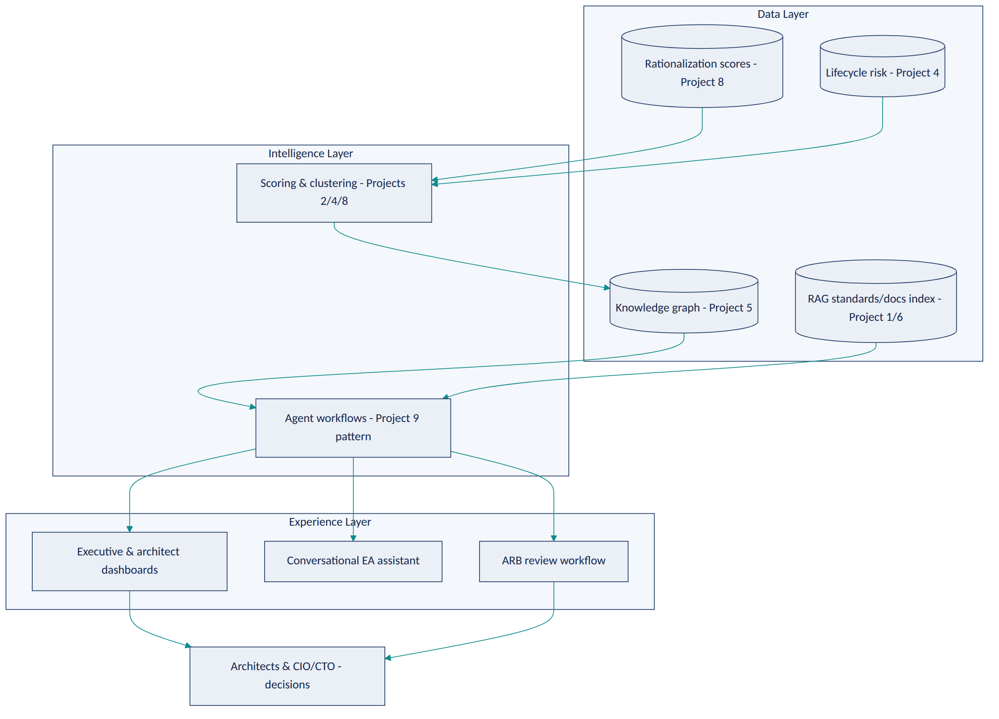 Data Layer
Rationalization scores -
Project 8
Lifecycle risk - Project 4
Intelligence Layer
Scoring & clustering - Projects
2/4/8
Knowledge graph - Project 5
RAG standards/docs index -
Project 1/6
Agent workflows - Project 9
pattern
Experience Layer
Executive & architect
dashboards
Conversational EA assistant
ARB review workflow
Architects & CIO/CTO -
decisions